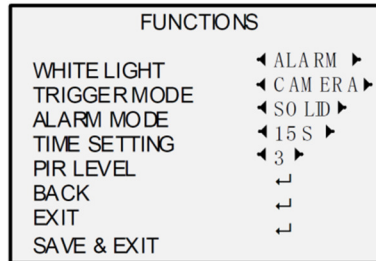 FUNCTIONS
WHITE LIGHT ◀ ALARM ▶
TRIGGER MODE ◀ CAMERA ▶
ALARM MODE ◀ SOLID ▶
TIME SETTING ◀ 15S ▶
PIR LEVEL ◀ 3 ▶
BACK ↵
EXIT ↵
SAVE & EXIT ↵